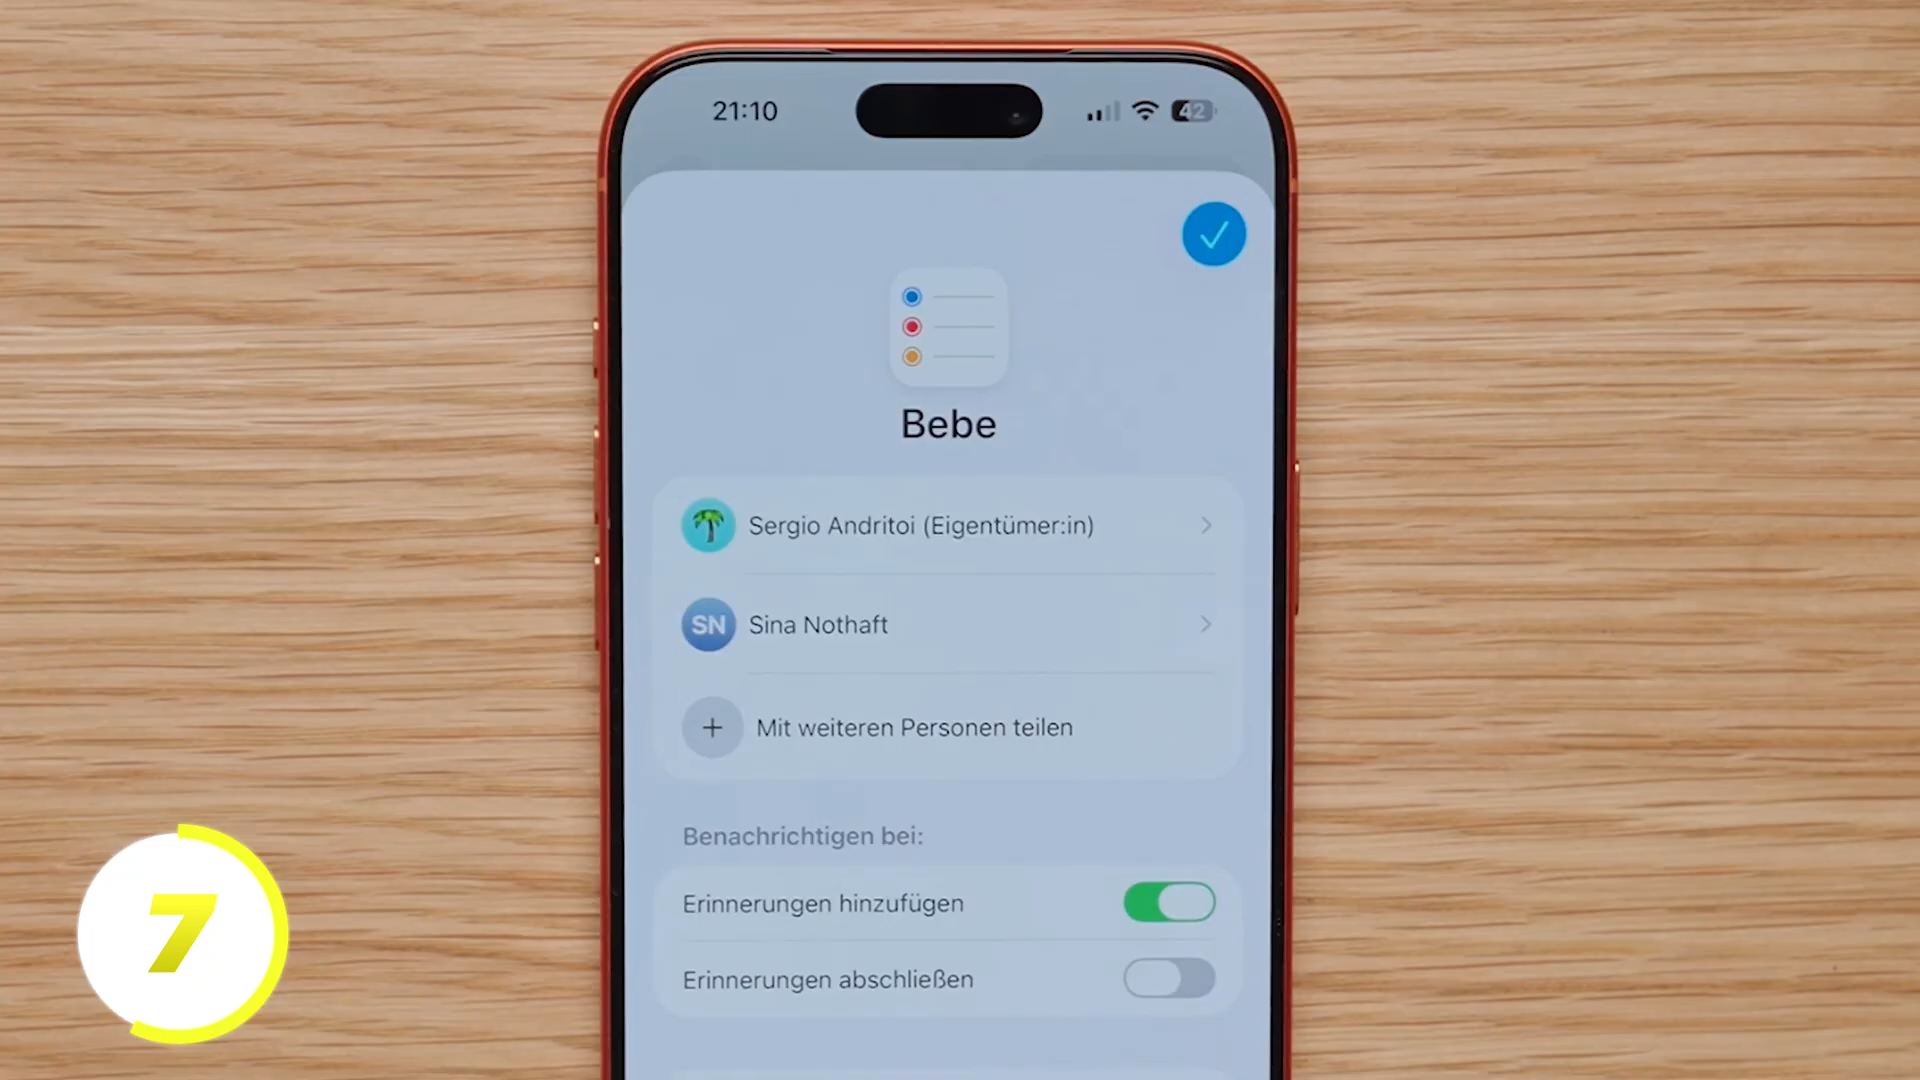 21:10
42
Bebe
Sergio Andritoi (Eigentümer:in)
SN
Sina Nothaft
+ Mit weiteren Personen teilen
Benachrichtigen bei:
Erinnerungen hinzufügen
Erinnerungen abschließen
7